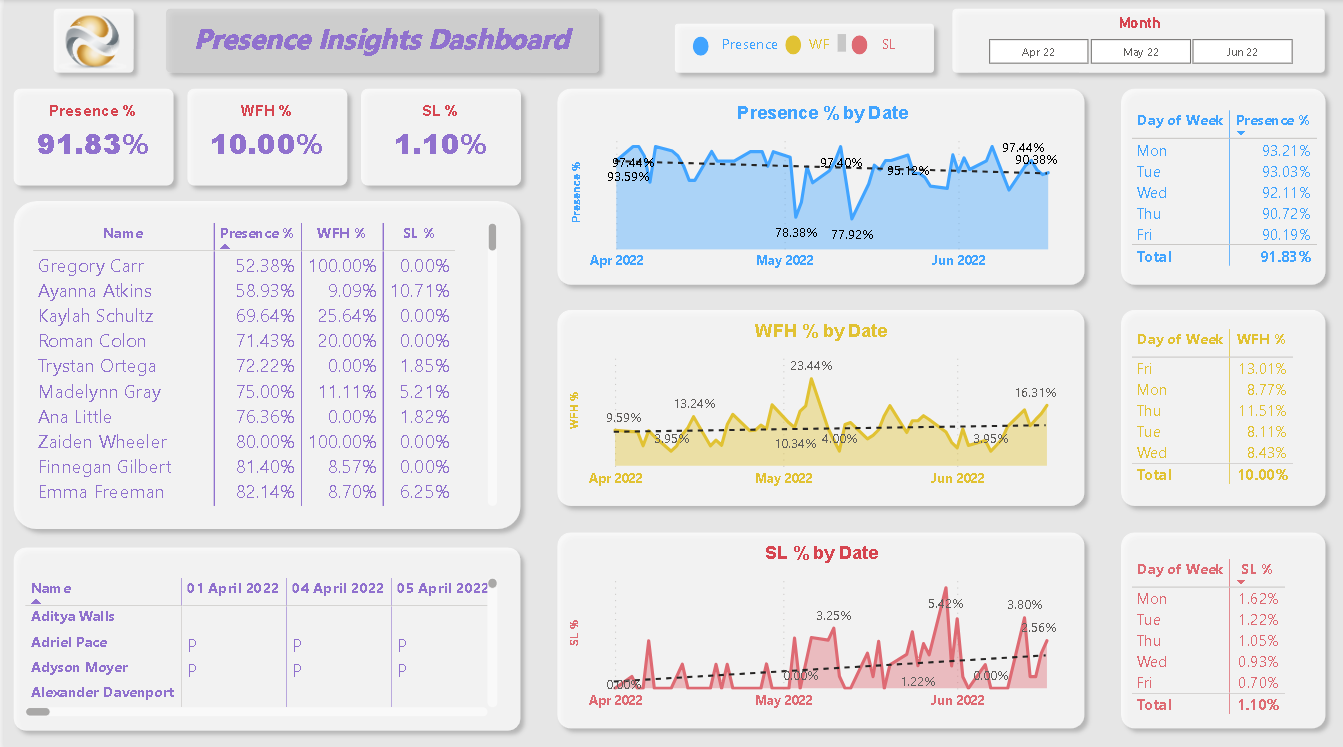 Presence Insights Dashboard
Presence WF SL
Month
Apr 22 May 22 Jun 22
Presence %
91.83%
WFH %
10.00%
SL %
1.10%
Name Presence % WFH % SL %
Gregory Carr 52.38% 100.00% 0.00%
Ayanna Atkins 58.93% 9.09% 10.71%
Kaylah Schultz 69.64% 25.64% 0.00%
Roman Colon 71.43% 20.00% 0.00%
Trystan Ortega 72.22% 0.00% 1.85%
Madelynn Gray 75.00% 11.11% 5.21%
Ana Little 76.36% 0.00% 1.82%
Zaiden Wheeler 80.00% 100.00% 0.00%
Finnegan Gilbert 81.40% 8.57% 0.00%
Emma Freeman 82.14% 8.70% 6.25%
Name 01 April 2022 04 April 2022 05 April 2022
Aditya Walls
Adriel Pace P P P
Adyson Moyer P P P
Alexander Davenport
Presence % by Date
Presence %
97.44%
93.59%
97.40%
95.12%
97.44%
90.38%
78.38%
77.92%
Apr 2022 May 2022 Jun 2022
WFH % by Date
WFH %
23.44%
16.31%
13.24%
9.59%
3.95%
10.34%
4.00%
3.95%
Apr 2022 May 2022 Jun 2022
SL % by Date
SL %
5.42%
3.80%
3.25%
2.56%
0.00%
0.00%
1.22%
0.00%
Apr 2022 May 2022 Jun 2022
Day of Week Presence %
Mon 93.21%
Tue 93.03%
Wed 92.11%
Thu 90.72%
Fri 90.19%
Total 91.83%
Day of Week WFH %
Fri 13.01%
Mon 8.77%
Thu 11.51%
Tue 8.11%
Wed 8.43%
Total 10.00%
Day of Week SL %
Mon 1.62%
Tue 1.22%
Thu 1.05%
Wed 0.93%
Fri 0.70%
Total 1.10%